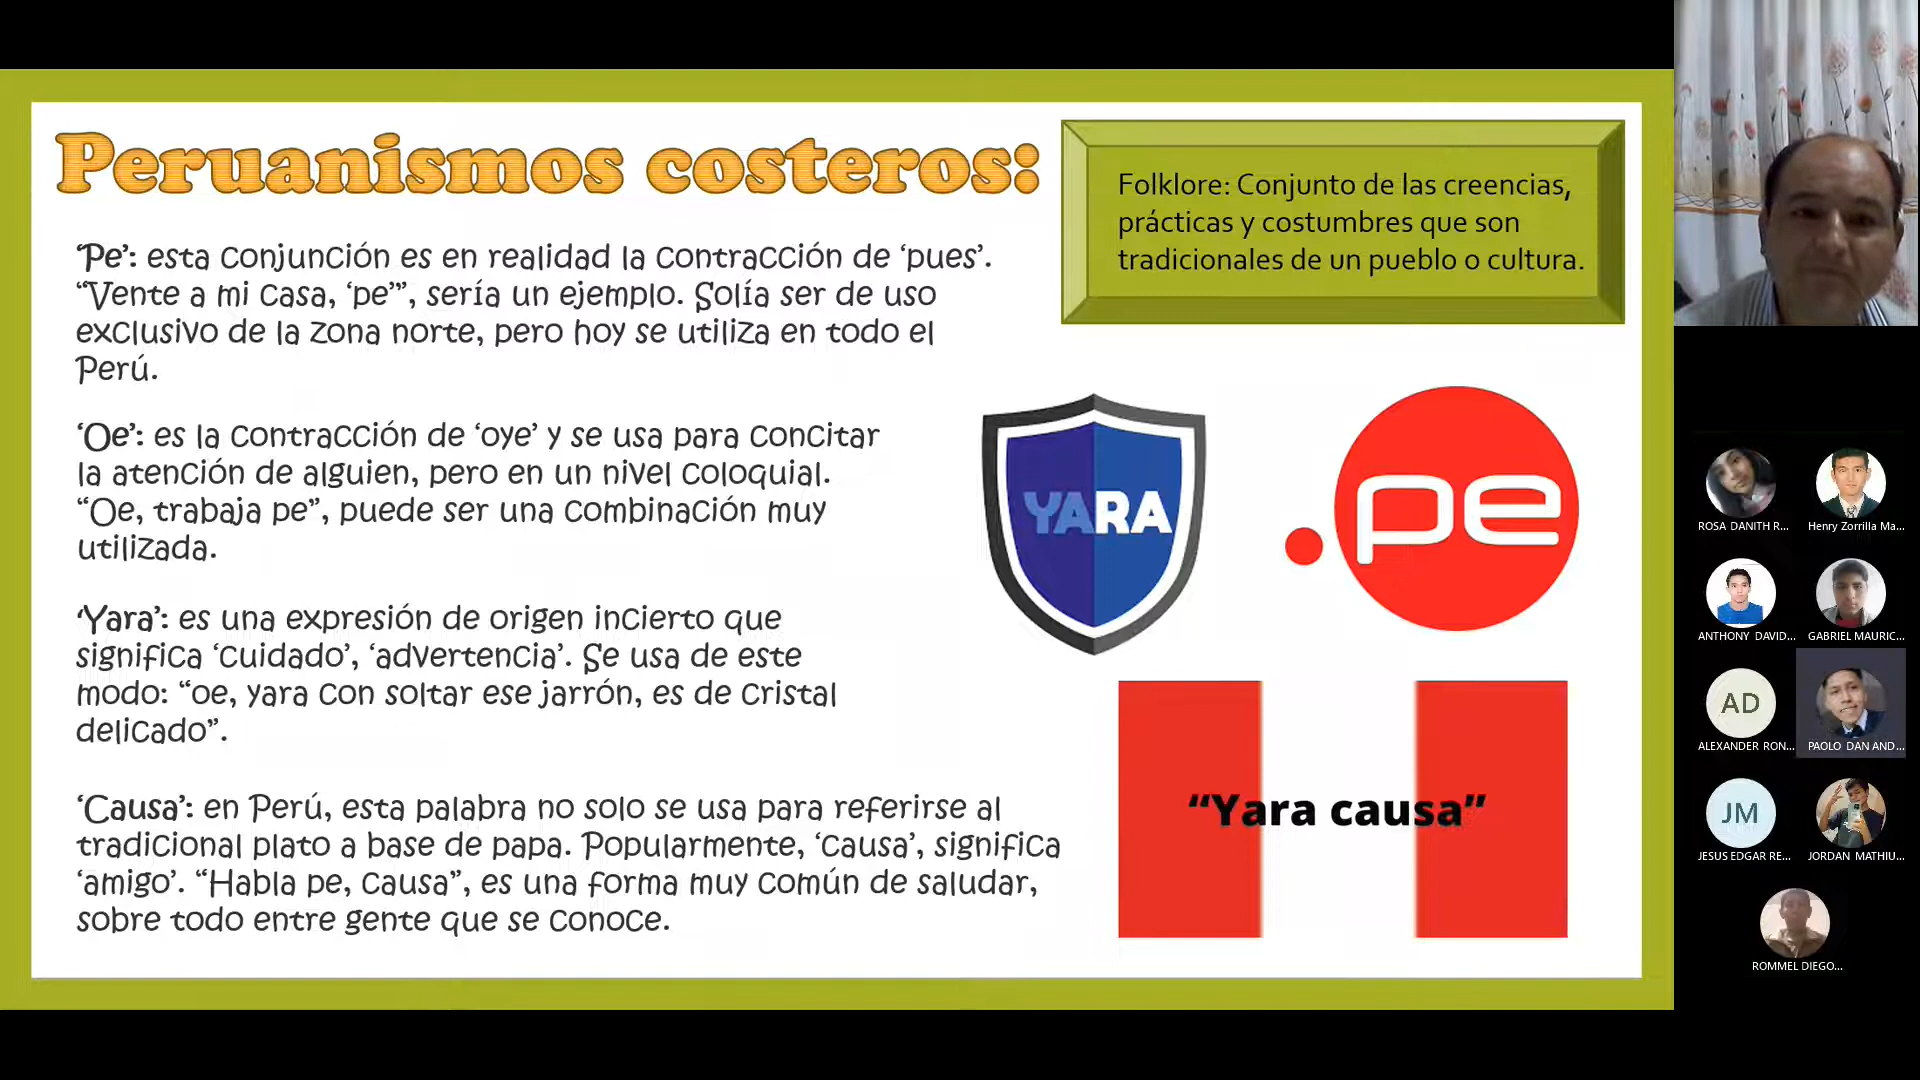 Peruanismos costeros:
Folklore: Conjunto de las creencias,
prácticas y costumbres que son
tradicionales de un pueblo o cultura.
‘Pe’: esta conjunción es en realidad la contracción de ‘pues’.
“Vente a mi casa, ‘pe’”, sería un ejemplo. Solía ser de uso
exclusivo de la zona norte, pero hoy se utiliza en todo el
Perú.
‘Oe’: es la contracción de ‘oye’ y se usa para concitar
la atención de alguien, pero en un nivel coloquial.
“Oe, trabaja pe”, puede ser una combinación muy
utilizada.
‘Yara’: es una expresión de origen incierto que
significa ‘cuidado’, ‘advertencia’. Se usa de este
modo: “oe, yara con soltar ese jarrón, es de cristal
delicado”.
‘Causa’: en Perú, esta palabra no solo se usa para referirse al
tradicional plato a base de papa. Popularmente, ‘causa’, significa
‘amigo’. “Habla pe, causa”, es una forma muy común de saludar,
sobre todo entre gente que se conoce.
YARA
.pe
“Yara causa”
ROSA DANITH R...
Henry Zorrilla Ma...
ANTHONY DAVID...
GABRIEL MAURIC...
AD
ALEXANDER RON...
PAOLO DAN AND...
JM
JESUS EDGAR RE...
JORDAN MATHIU...
ROMMEL DIEGO...